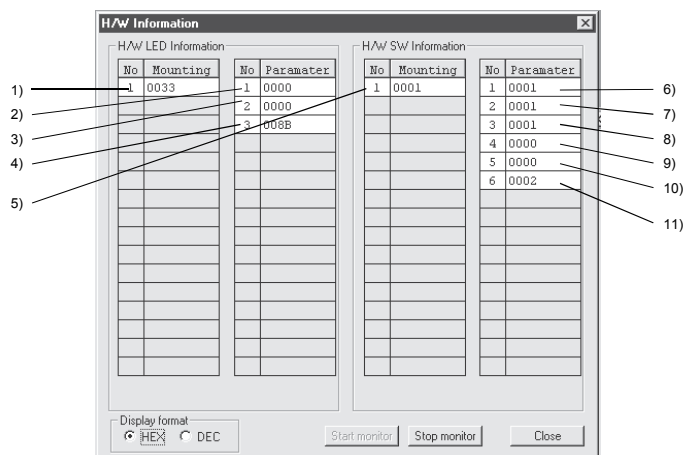 H/W Information
H/W LED Information H/W SW Information
No Mounting No Paramater No Mounting No Paramater
1) 1 0033 1 0000 1 0001 1 0001 6)
2) 2 0000 2 0001 7)
3) 3 008B 3 0001 8)
4) 4 0000 9)
5 0000 10)
5) 6 0002 11)
Display format
HEX DEC Start monitor Stop monitor Close